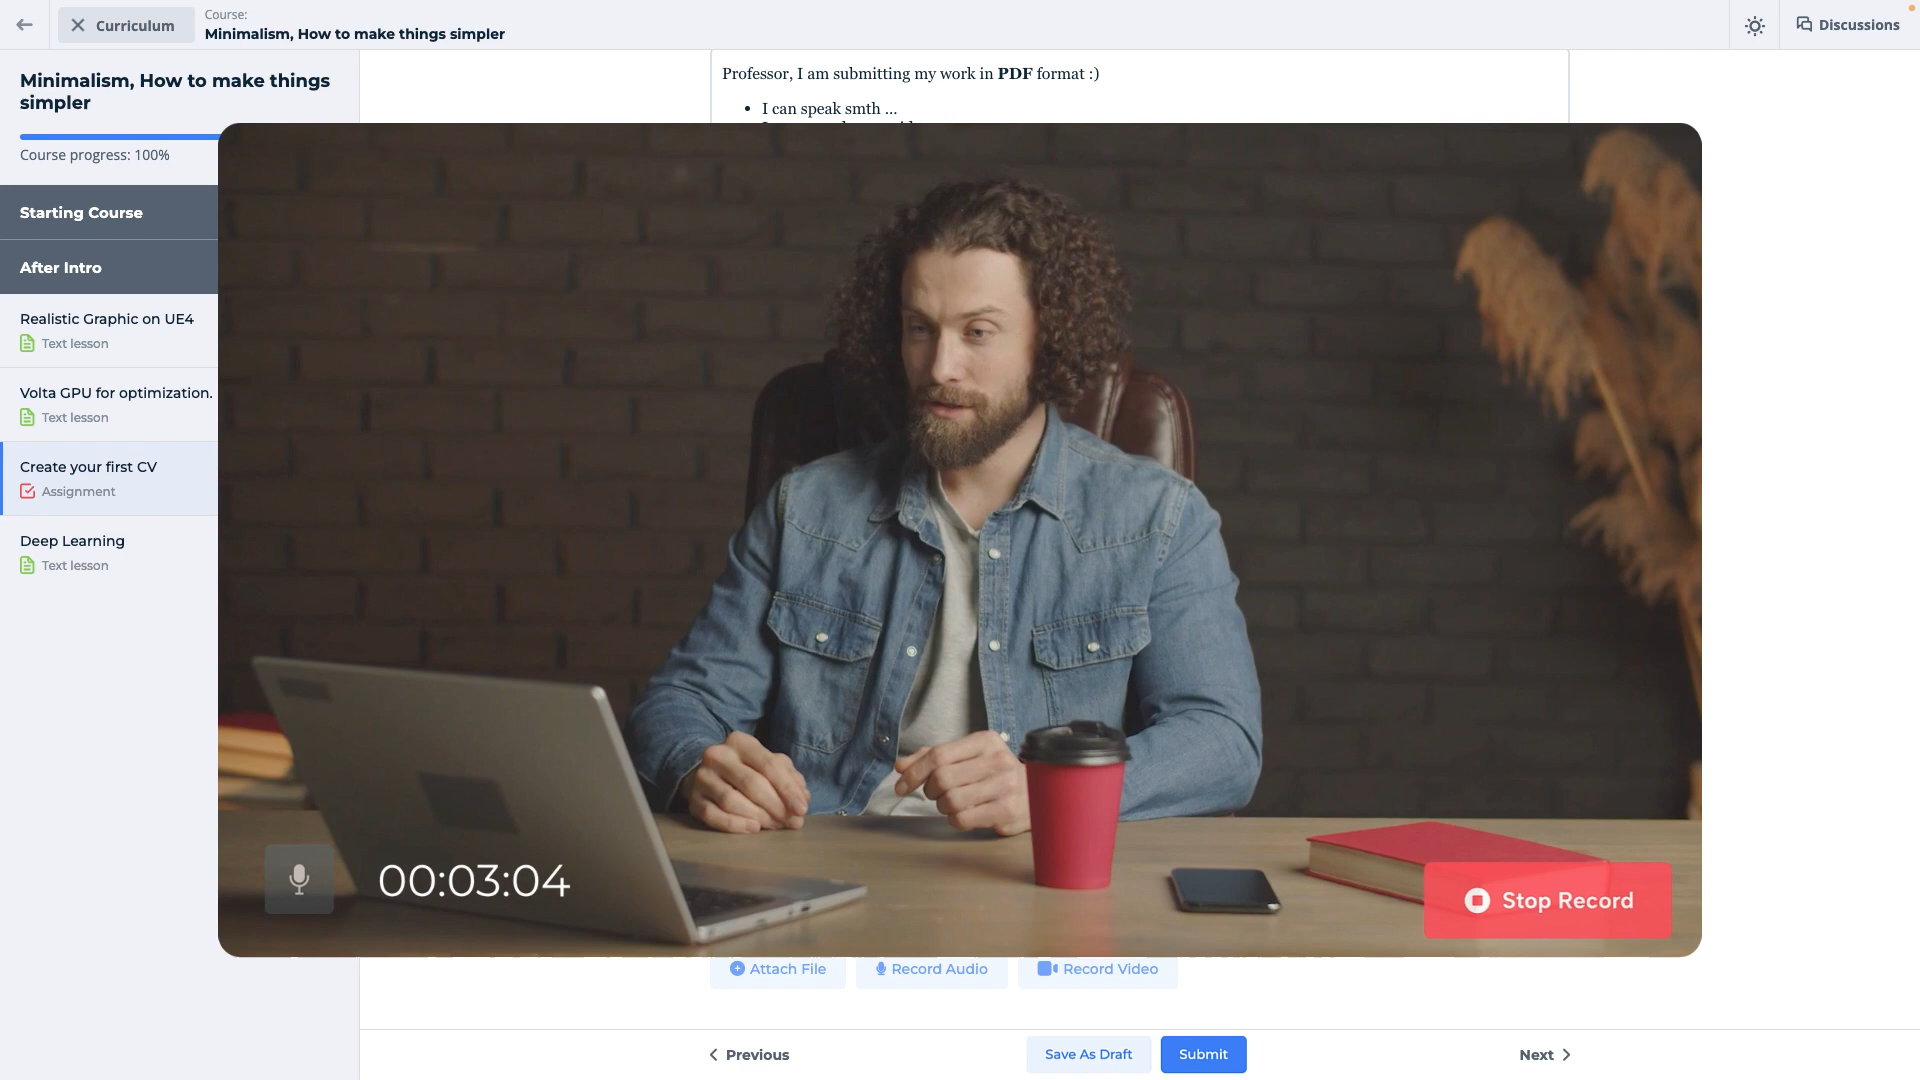 Curriculum
Course:
Minimalism, How to make things simpler
Discussions
Minimalism, How to make things
simpler
Course progress: 100%
Starting Course
After Intro
Realistic Graphic on UE4
Text lesson
Volta GPU for optimization.
Text lesson
Create your first CV
Assignment
Deep Learning
Text lesson
Professor, I am submitting my work in PDF format :)
• I can speak smth ...
00:03:04
Stop Record
Attach File
Record Audio
Record Video
Previous
Save As Draft
Submit
Next